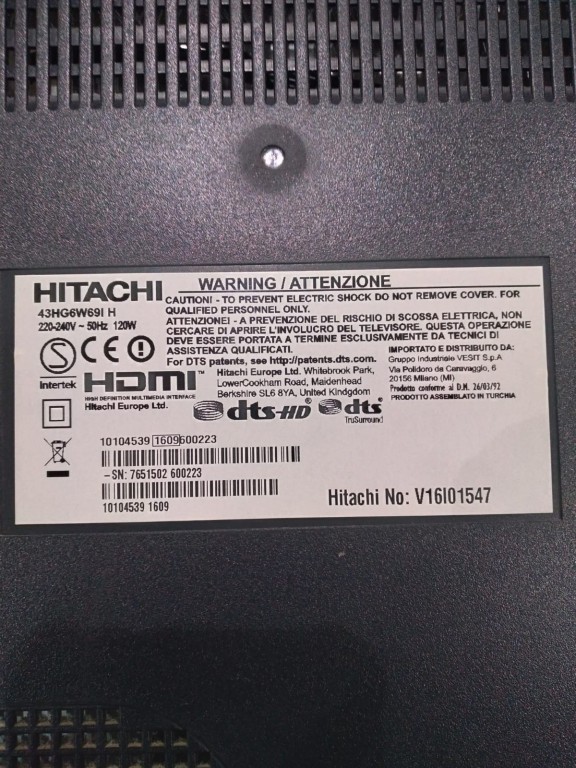 HITACHI
43HG6W69I H
220-240V ~ 50Hz 120W
WARNING / ATTENZIONE
CAUTION! - TO PREVENT ELECTRIC SHOCK DO NOT REMOVE COVER. FOR
QUALIFIED PERSONNEL ONLY.
ATTENZIONE! - A PREVENZIONE DEL RISCHIO DI SCOSSA ELETTRICA, NON
CERCARE DI APRIRE L'INVOLUCRO DEL TELEVISORE. QUESTA OPERAZIONE
DEVE ESSERE PORTATA A TERMINE ESCLUSIVAMENTE DA TECNICI DI
ASSISTENZA QUALIFICATI.
For DTS patents, see http://patents.dts.com.
S CE
Intertek
HDMI™
HIGH DEFINITION MULTIMEDIA INTERFACE
Hitachi Europe Ltd.
Hitachi Europe Ltd. Whitebrook Park,
LowerCookham Road, Maidenhead
Berkshire SL6 8YA, United Kingdom
IMPORTATO E DISTRIBUITO DA:
Gruppo Industriale VESIT S.p.A
Via Polidoro da Caravaggio, 6
20156 Milano (MI)
Prodotto conforme al D.M. 26/03/92
PRODOTTO ASSEMBLATO IN TURCHIA
dts-HD®
dts®
TruSurround
10104539 1609 600223
-SN: 7651502 600223
10104539 1609
Hitachi No: V16I01547